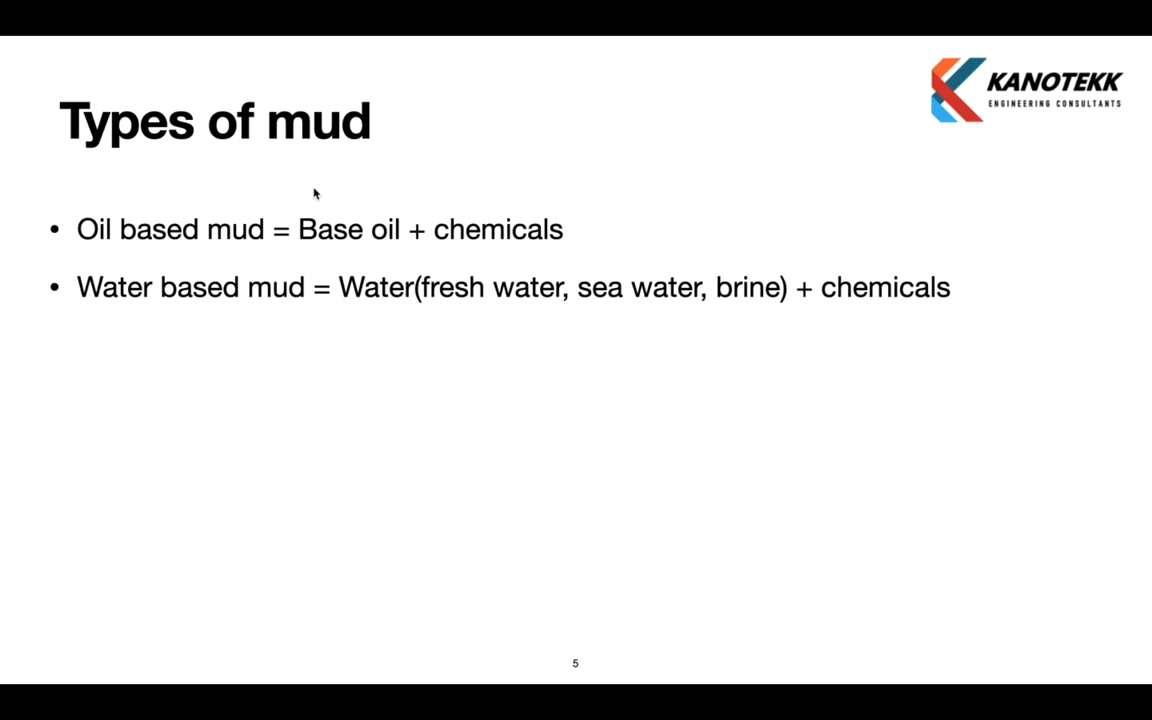 KANOTEKK
ENGINEERING CONSULTANTS
Types of mud
• Oil based mud = Base oil + chemicals
• Water based mud = Water(fresh water, sea water, brine) + chemicals
5